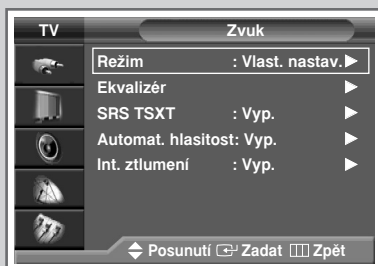 TV Zvuk
Režim : Vlast. nastav.
Ekvalizér
SRS TSXT : Vyp.
Automat. hlasitost: Vyp.
Int. ztlumení : Vyp.
Posunutí Zadat Zpět